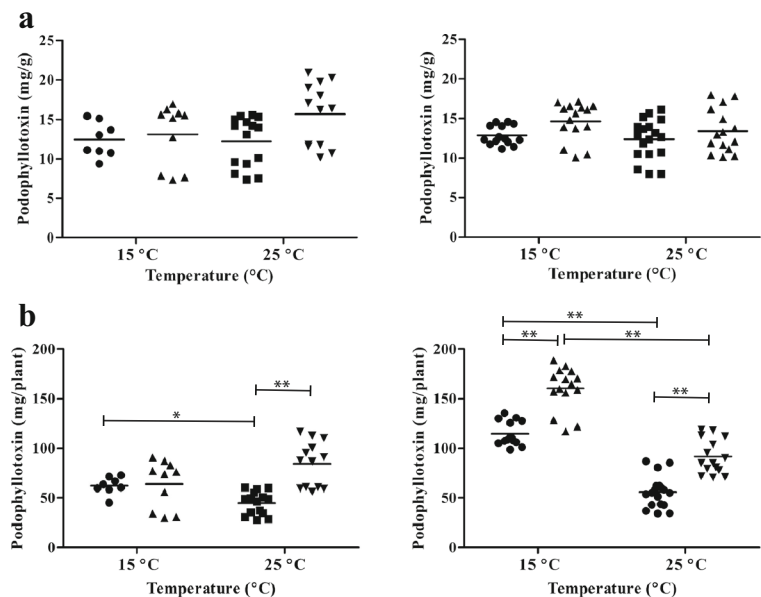 a
Podophyllotoxin (mg/g)
25
20
15
10
5
0
15 °C
25 °C
Temperature (°C)
Podophyllotoxin (mg/g)
25
20
15
10
5
0
15 °C
25 °C
Temperature (°C)
b
Podophyllotoxin (mg/plant)
200
150
100
50
0
*
**
15 °C
25 °C
Temperature (°C)
Podophyllotoxin (mg/plant)
200
150
100
50
0
**
**
**
**
15 °C
25 °C
Temperature (°C)